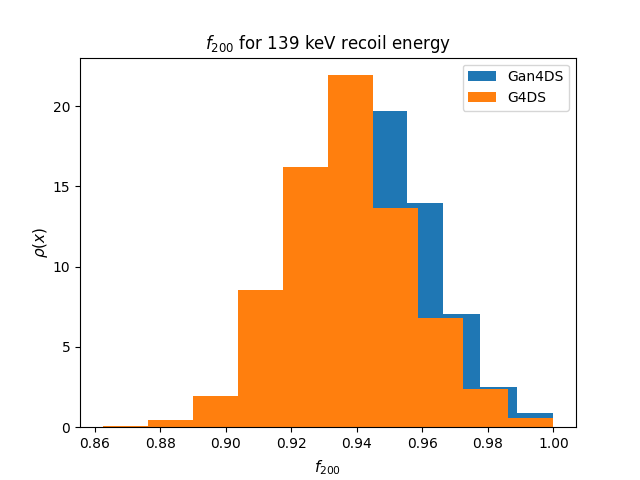 f₂₀₀ for 139 keV recoil energy
Gan4DS
G4DS
20
15
10
5
0
ρ(x)
0.86 0.88 0.90 0.92 0.94 0.96 0.98 1.00
f₂₀₀